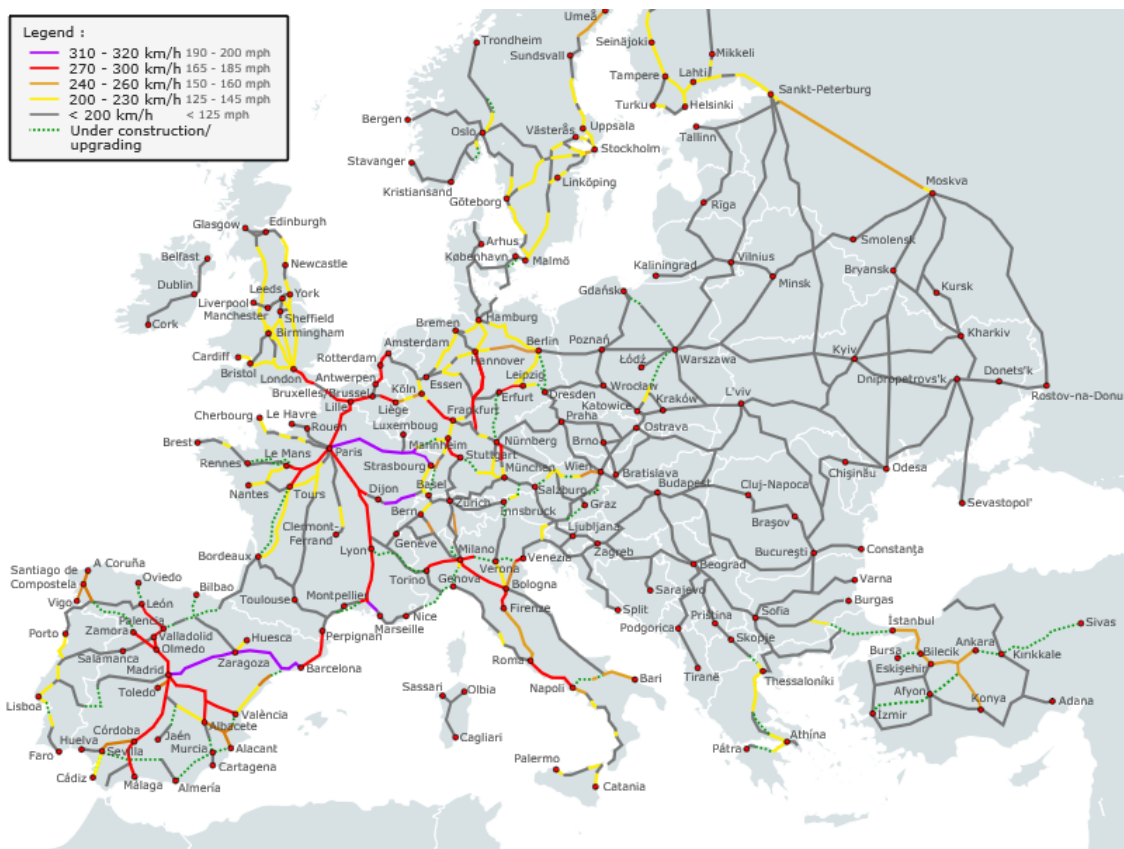 Legend :
310 - 320 km/h 190 - 200 mph
270 - 300 km/h 165 - 185 mph
240 - 260 km/h 150 - 160 mph
200 - 230 km/h 125 - 145 mph
< 200 km/h < 125 mph
Under construction/
upgrading
Umeå
Trondheim
Seinäjoki
Mikkeli
Sundsvall
Tampere
Lahti
Sankt-Peterburg
Turku
Helsinki
Bergen
Oslo
Västerås
Uppsala
Tallinn
Stockholm
Stavanger
Linköping
Kristiansand
Moskva
Göteborg
Rīga
Glasgow
Edinburgh
Smolensk
Arhus
Belfast
København
Malmö
Vilnius
Newcastle
Kaliningrad
Bryansk
Minsk
Dublin
Leeds
York
Gdańsk
Kursk
Liverpool
Manchester
Sheffield
Hamburg
Cork
Birmingham
Bremen
Kharkiv
Amsterdam
Berlin
Poznań
Cardiff
Rotterdam
Hannover
Łódź
Warszawa
Kyiv
Bristol
London
Antwerpen
Essen
Leipzig
Dnipropetrovs'k
Donets'k
Bruxelles/Brussel
Köln
Erfurt
Dresden
Wrocław
Rostov-na-Donu
Lille
Liège
Katowice
Kraków
L'viv
Cherbourg
Le Havre
Frankfurt
Praha
Rouen
Luxemboug
Ostrava
Brest
Paris
Mannheim
Nürnberg
Brno
Rennes
Le Mans
Strasbourg
Stuttgart
München
Wien
Bratislava
Chişinău
Odesa
Nantes
Tours
Dijon
Basel
Salzburg
Budapest
Cluj-Napoca
Zürich
Innsbruck
Graz
Sevastopol'
Bern
Clermont-
Ferrand
Ljubljana
Braşov
Genève
Bordeaux
Lyon
Milano
Venezia
Zagreb
Bucureşti
Constanţa
Santiago de
Compostela
A Coruña
Oviedo
Bilbao
Torino
Genova
Verona
Beograd
Bologna
Varna
Vigo
León
Toulouse
Montpellier
Nice
Firenze
Sarajevo
Burgas
Palencia
Marseille
Split
Pristina
Sofia
Porto
Zamora
Valladolid
Huesca
Perpignan
Podgorica
Skopje
İstanbul
Sivas
Olmedo
Salamanca
Zaragoza
Roma
Ankara
Bursa
Bilecik
Kırıkkale
Madrid
Barcelona
Tiranë
Thessaloníki
Eskişehir
Toledo
Sassari
Olbia
Napoli
Bari
Afyon
Konya
Adana
Lisboa
València
İzmir
Córdoba
Albacete
Huelva
Sevilla
Jaén
Murcia
Alacant
Cagliari
Pátra
Athína
Faro
Cartagena
Palermo
Cádiz
Málaga
Almería
Catania